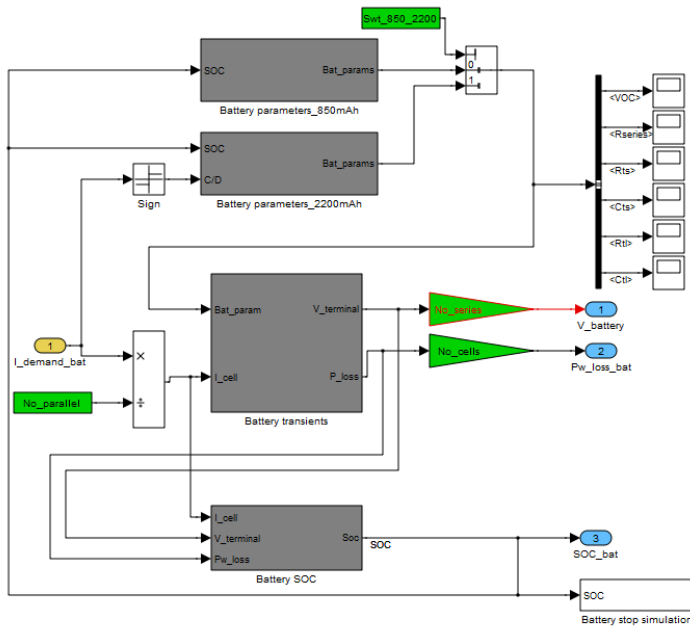 Swt_850_2200
0
1
SOC
Bat_params
Battery parameters_850mAh
SOC
C/D
Bat_params
Battery parameters_2200mAh
Sign
<VOC>
<Rseries>
<Rts>
<Cts>
<Rtl>
<Ctl>
Bat_param
V_terminal
I_cell
P_loss
Battery transients
No_series
1
V_battery
No_cells
2
Pw_loss_bat
1
I_demand_bat
No_parallel
×
÷
I_cell
V_terminal
Pw_loss
Soc
Battery SOC
SOC
3
SOC_bat
SOC
Battery stop simulation